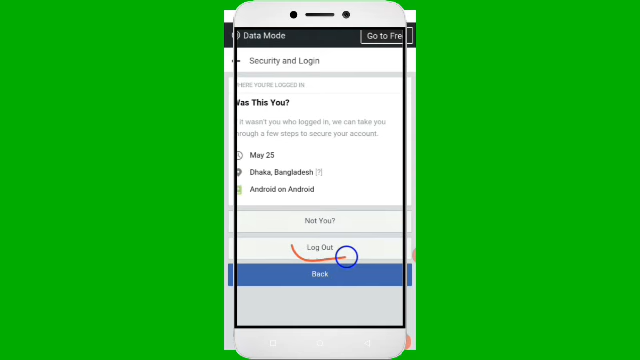 Data Mode
Go to Fre
Security and Login
HERE YOU'RE LOGGED IN
Was This You?
it wasn't you who logged in, we can take you
through a few steps to secure your account.
May 25
Dhaka, Bangladesh [?]
Android on Android
Not You?
Log Out
Back